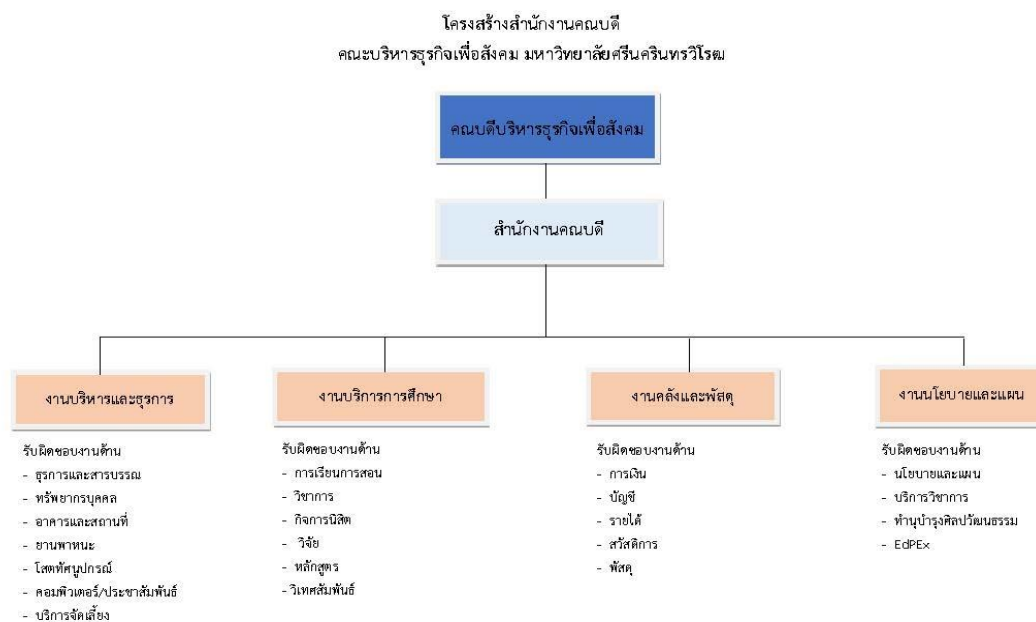 โครงสร้างสำนักงานคณบดี
คณะบริหารธุรกิจเพื่อสังคม มหาวิทยาลัยศรีนครินทรวิโรฒ
คณบดีบริหารธุรกิจเพื่อสังคม
สำนักงานคณบดี
งานบริหารและธุรการ
รับผิดชอบงานด้าน
- ธุรการและสารบรรณ
- ทรัพยากรบุคคล
- อาคารและสถานที่
- ยานพาหนะ
- โสตทัศนูปกรณ์
- คอมพิวเตอร์/ประชาสัมพันธ์
- บริการจัดเลี้ยง
งานบริการการศึกษา
รับผิดชอบงานด้าน
- การเรียนการสอน
- วิชาการ
- กิจการนิสิต
- วิจัย
- หลักสูตร
-วิเทศสัมพันธ์
งานคลังและพัสดุ
รับผิดชอบงานด้าน
- การเงิน
- บัญชี
- รายได้
- สวัสดิการ
- พัสดุ
งานนโยบายและแผน
รับผิดชอบงานด้าน
- นโยบายและแผน
- บริการวิชาการ
- ทำนุบำรุงศิลปวัฒนธรรม
- EdPEx